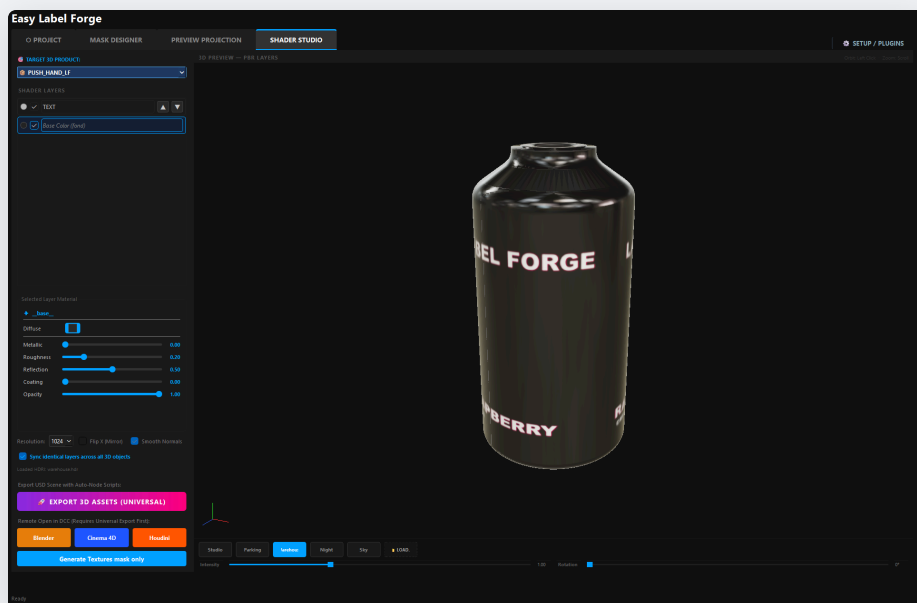 Easy Label Forge
PROJECT
MASK DESIGNER
PREVIEW PROJECTION
SHADER STUDIO
SETUP / PLUGINS
TARGET 3D PRODUCT:
3D PREVIEW — PBR LAYERS
PUSH_HAND_LF
SHADER LAYERS
TEXT
Base Color (fond)
BEL FORGE
L
PBERRY
RA
Selected Layer Material
__base__
Diffuse
Metallic 0.00
Roughness 0.20
Reflection 0.50
Coating 0.00
Opacity 1.00
Resolution: 1024
Flip X (Mirror)
Smooth Normals
Sync identical layers across all 3D objects
Export USD Scene with Auto-Node Scripts:
EXPORT 3D ASSETS (UNIVERSAL)
Remote Open in DCC (Requires Universal Export First):
Blender
Cinema 4D
Houdini
Generate Textures mask only
Studio
Parking
Night
Sky
LOAD.
Intensity 1.00
Rotation 0°
Ready